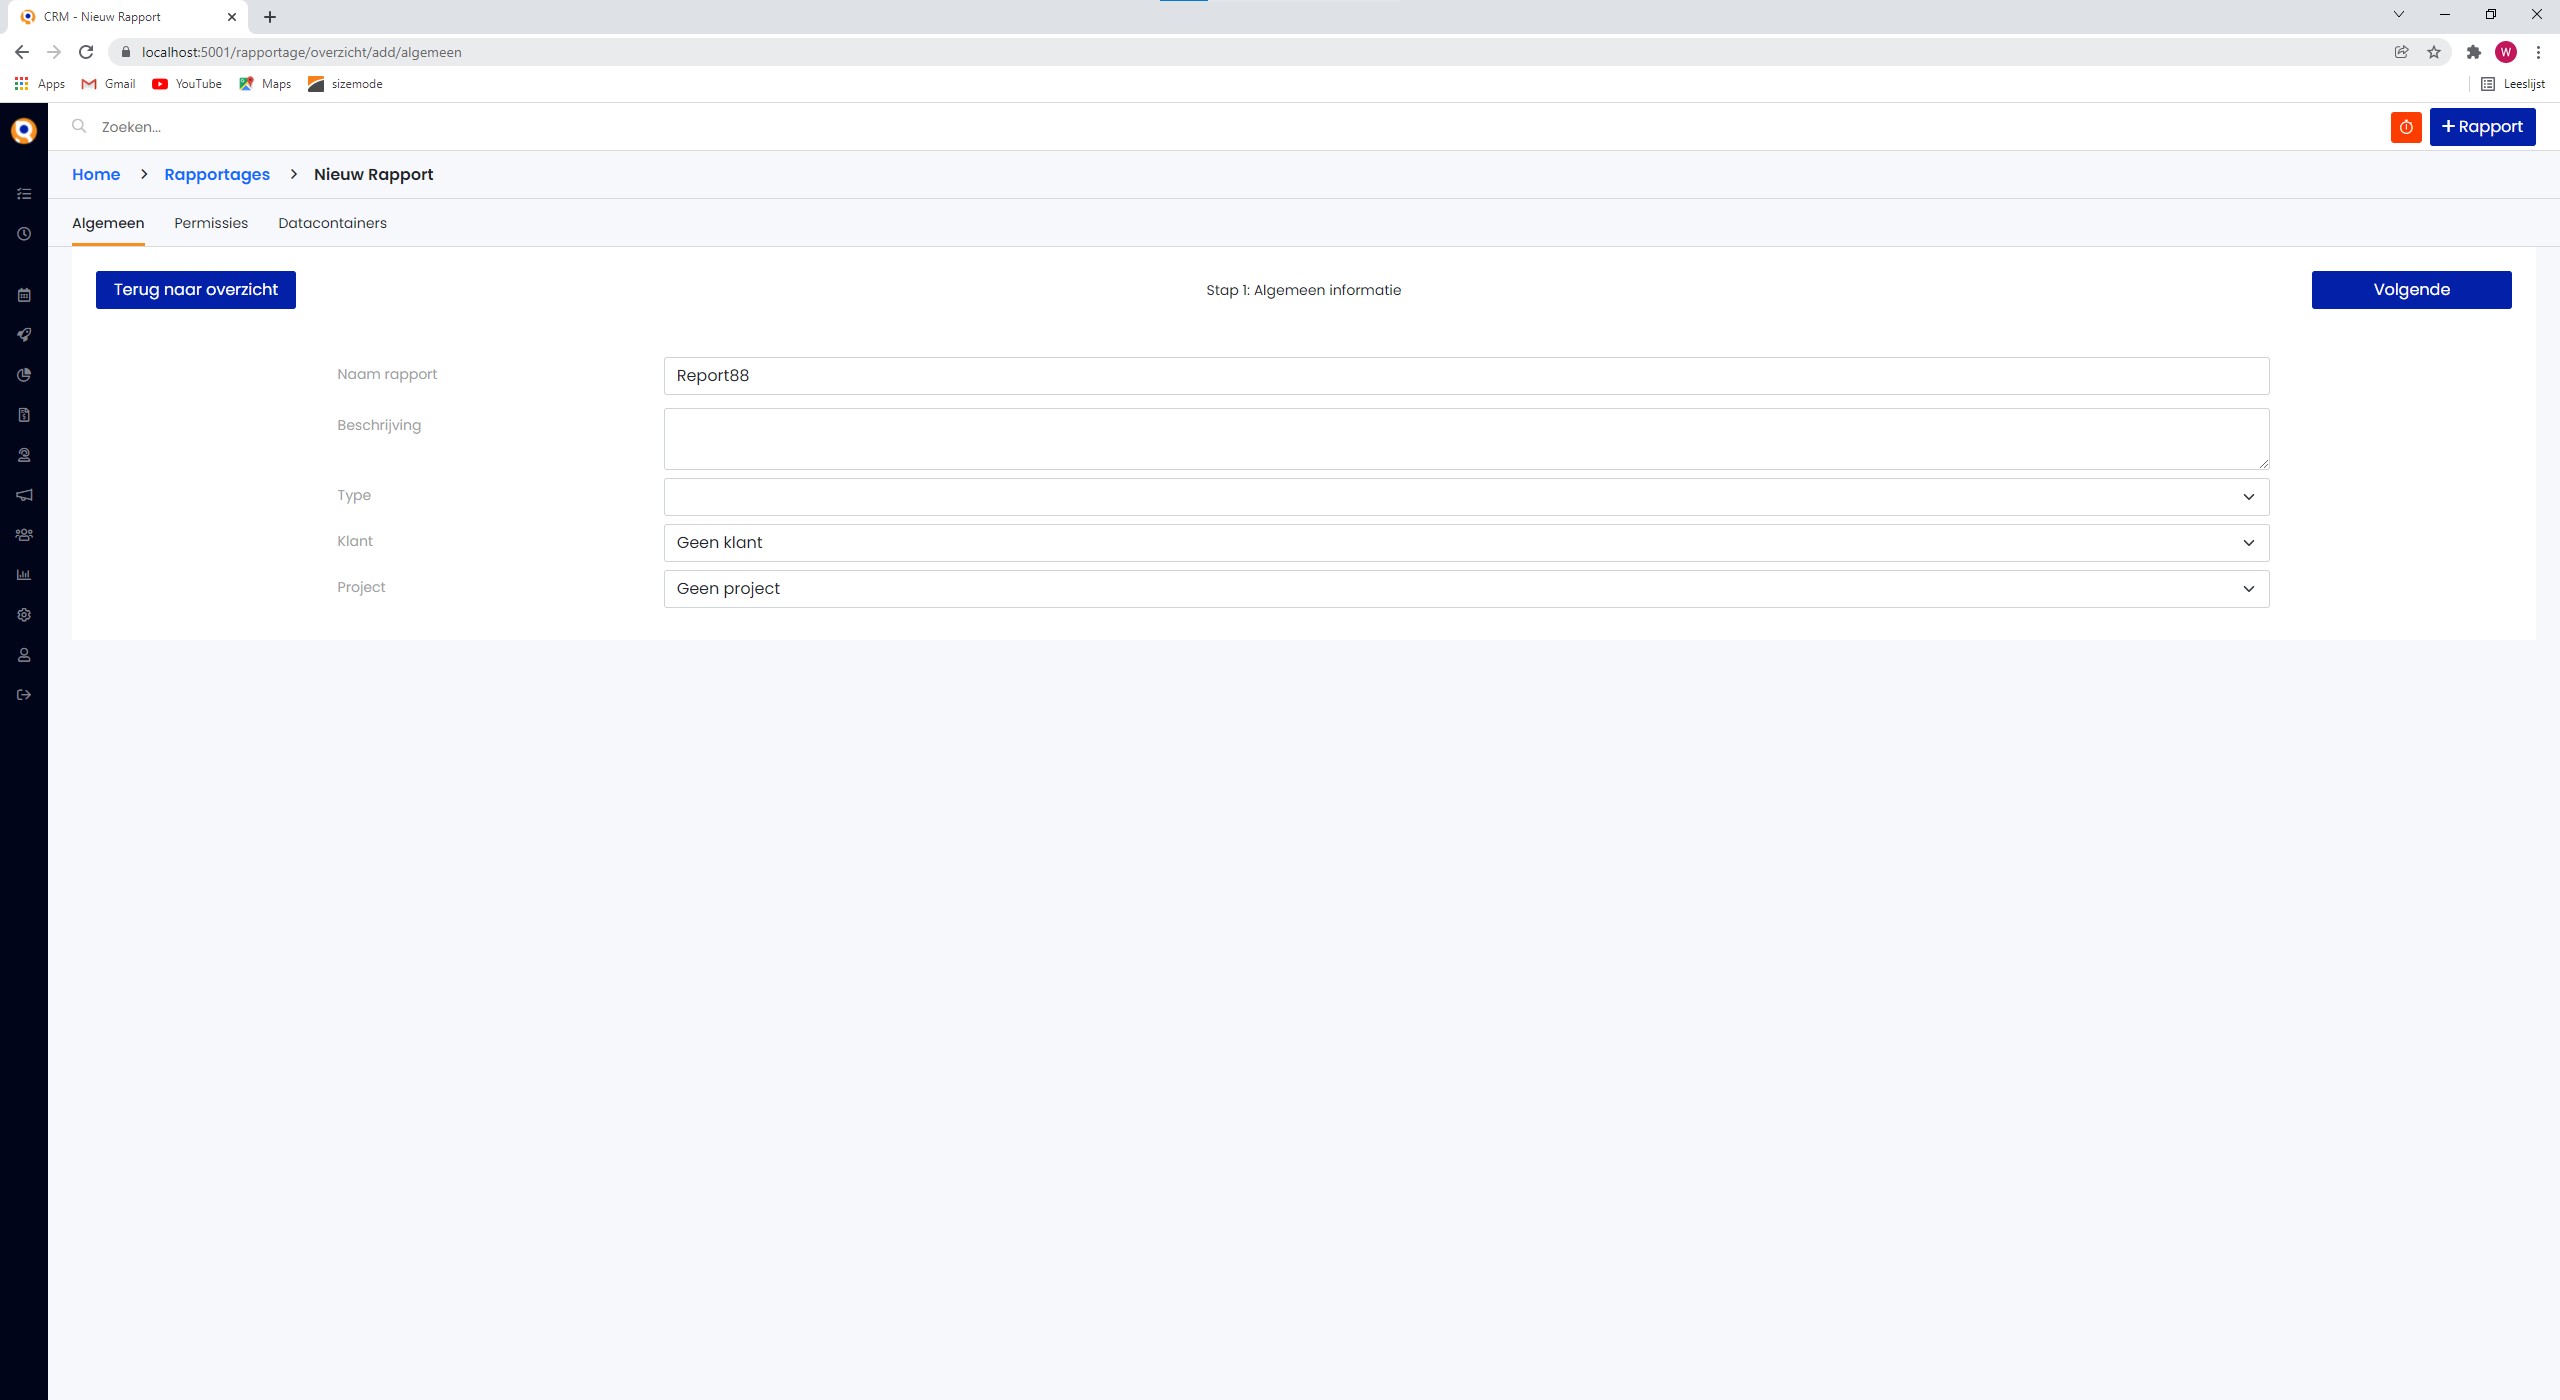 CRM - Nieuw Rapport
localhost:5001/rapportage/overzicht/add/algemeen
W
Apps
Gmail
YouTube
Maps
sizemode
Leeslijst
Zoeken...
+ Rapport
Home > Rapportages > Nieuw Rapport
Algemeen
Permissies
Datacontainers
Terug naar overzicht
Stap 1: Algemeen informatie
Volgende
Naam rapport
Report88
Beschrijving
Type
Klant
Geen klant
Project
Geen project